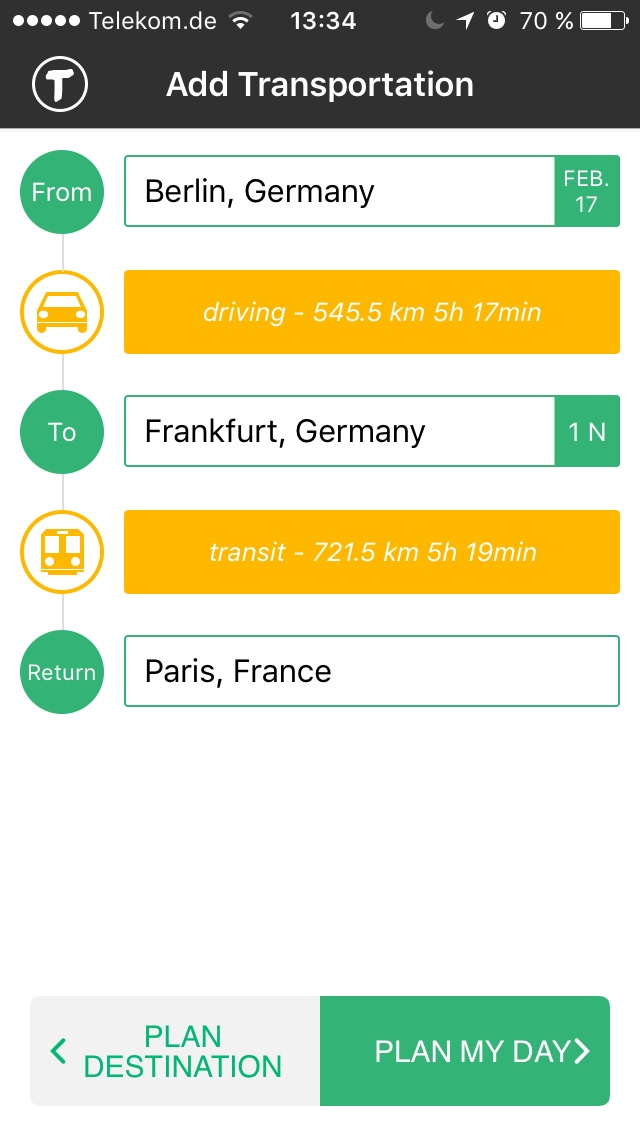 Telekom.de 13:34 70 %
T Add Transportation
From Berlin, Germany FEB.
17
driving - 545.5 km 5h 17min
To Frankfurt, Germany 1 N
transit - 721.5 km 5h 19min
Return Paris, France
PLAN
DESTINATION
PLAN MY DAY